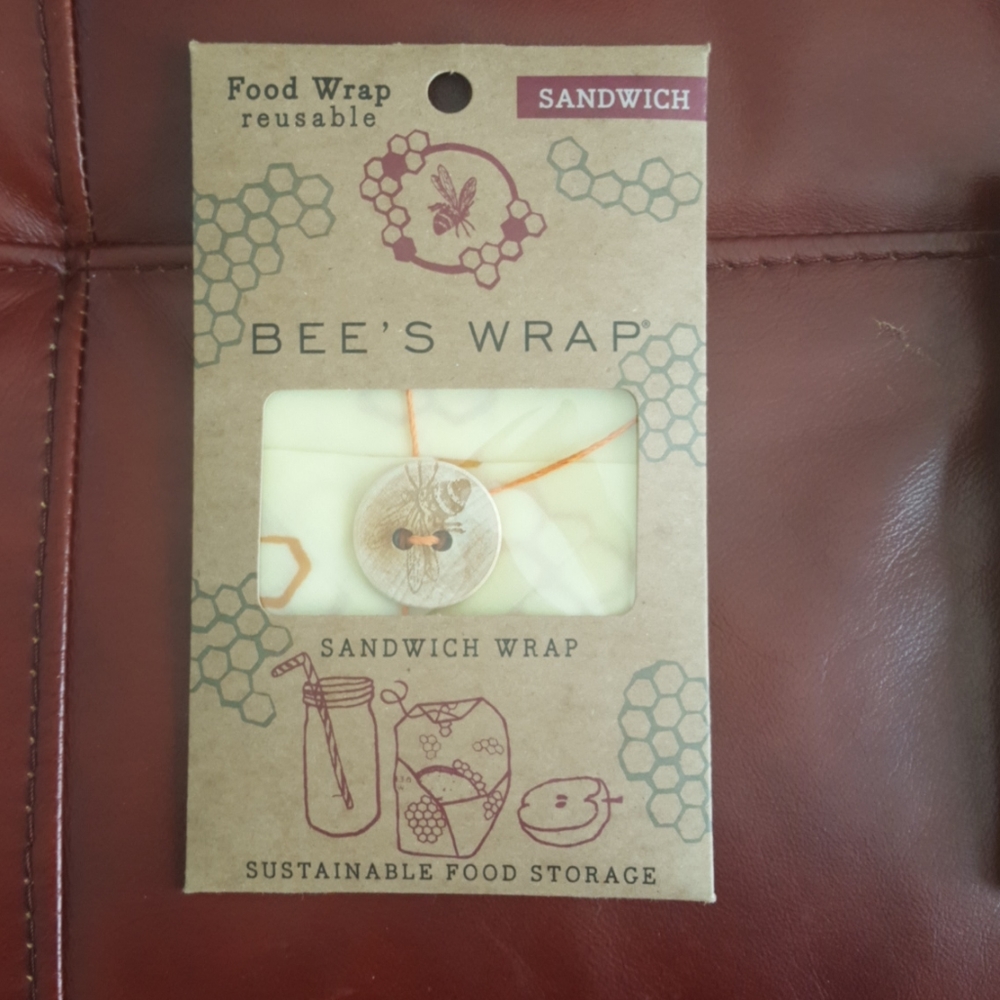 Food Wrap
reusable
SANDWICH
BEE'S WRAP®
SANDWICH WRAP
SUSTAINABLE FOOD STORAGE